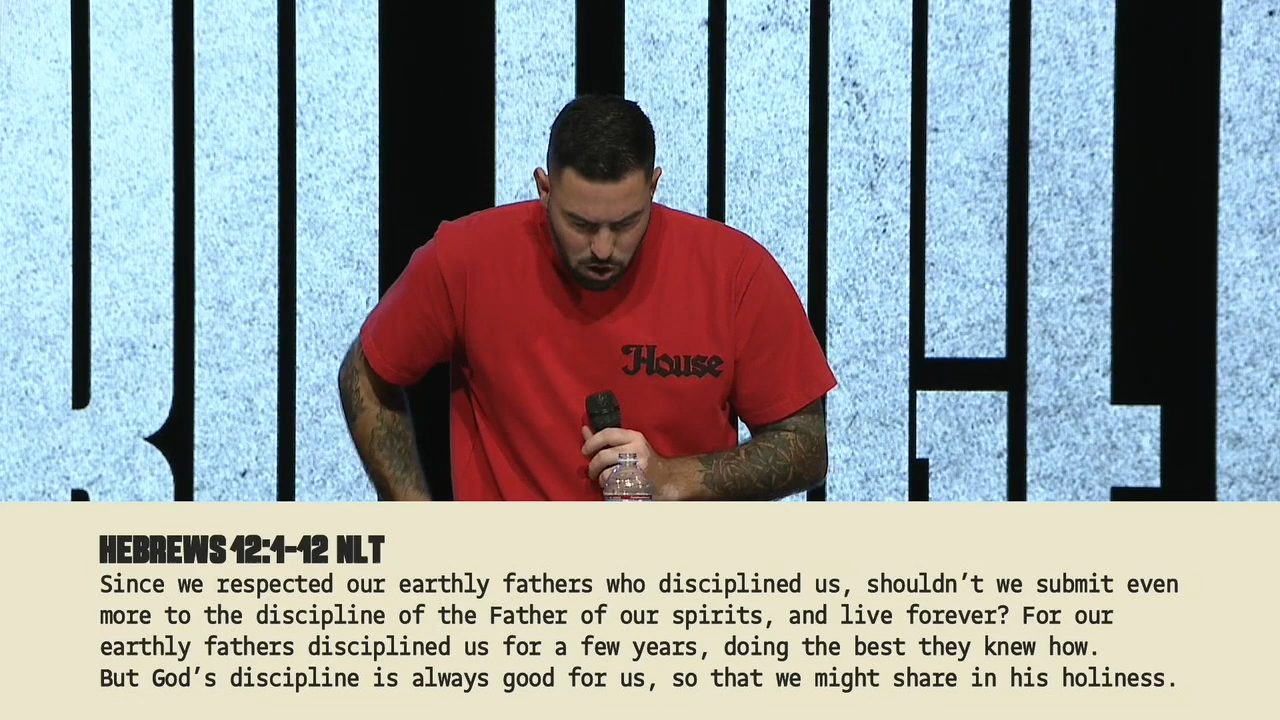 House
HEBREWS 12:1-12 NLT
Since we respected our earthly fathers who disciplined us, shouldn’t we submit even
more to the discipline of the Father of our spirits, and live forever? For our
earthly fathers disciplined us for a few years, doing the best they knew how.
But God’s discipline is always good for us, so that we might share in his holiness.